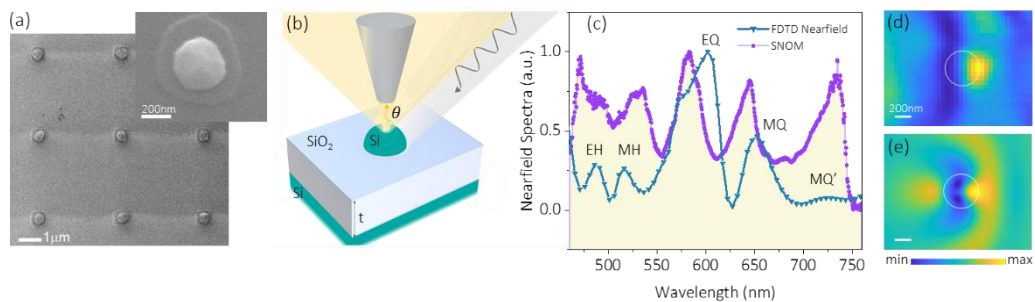 (a)
200nm
1μm
(b)
θ
Si
SiO2
Si
t
(c)
FDTD Nearfield
SNOM
EQ
EH
MH
MQ
MQ'
1.0
0.5
0.0
Nearfield Spectra (a.u.)
500 550 600 650 700 750
Wavelength (nm)
(d)
200nm
(e)
min max